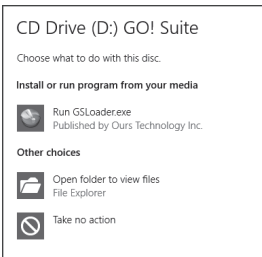 CD Drive (D:) GO! Suite
Choose what to do with this disc.
Install or run program from your media
Run GSLoader.exe
Published by Ours Technology Inc.
Other choices
Open folder to view files
File Explorer
Take no action